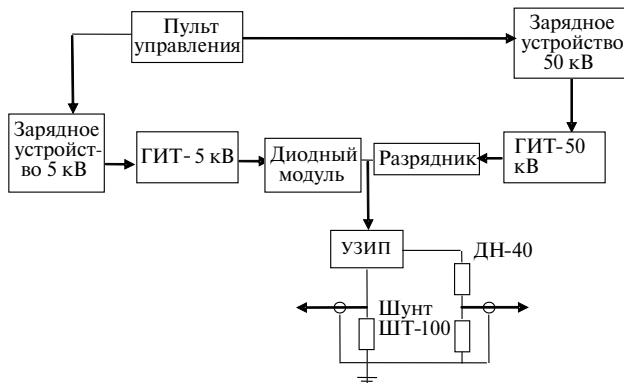 Пульт
управления
Зарядное
устройство
50 кВ
Зарядное
устройст-
во 5 кВ
ГИТ- 5 кВ
Диодный
модуль
Разрядник
ГИТ-50
кВ
УЗИП
ДН-40
Шунт
ШТ-100